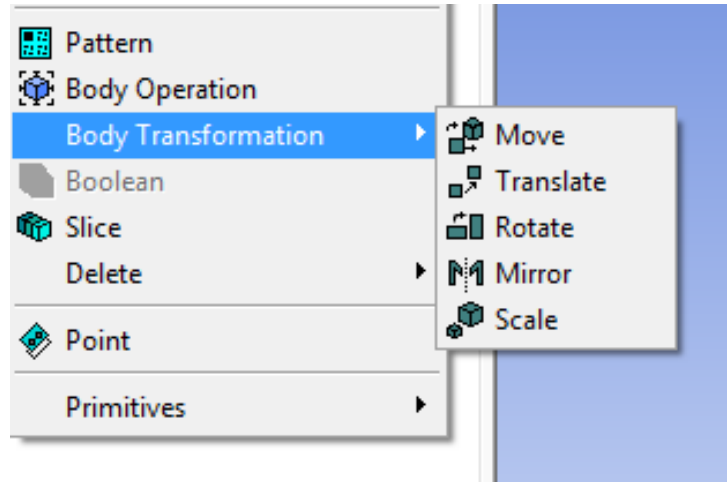 Pattern
Body Operation
Body Transformation
Boolean
Slice
Delete
Point
Primitives
Move
Translate
Rotate
Mirror
Scale